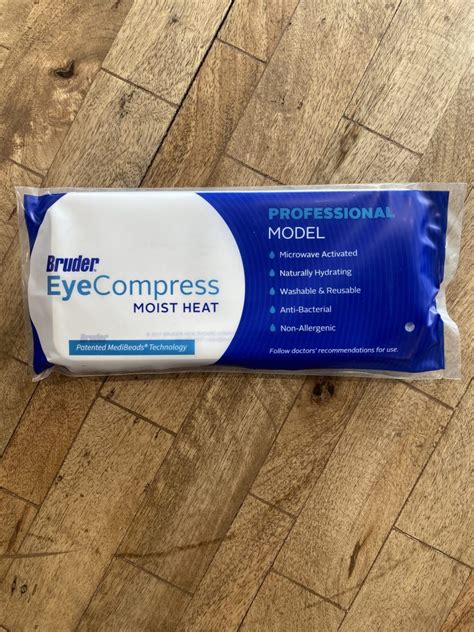 Bruder®
EyeCompress
MOIST HEAT
Bruder
Patented MediBeads® Technology
PROFESSIONAL
MODEL
Microwave Activated
Naturally Hydrating
Washable & Reusable
Anti-Bacterial
Non-Allergenic
Follow doctors' recommendations for use.